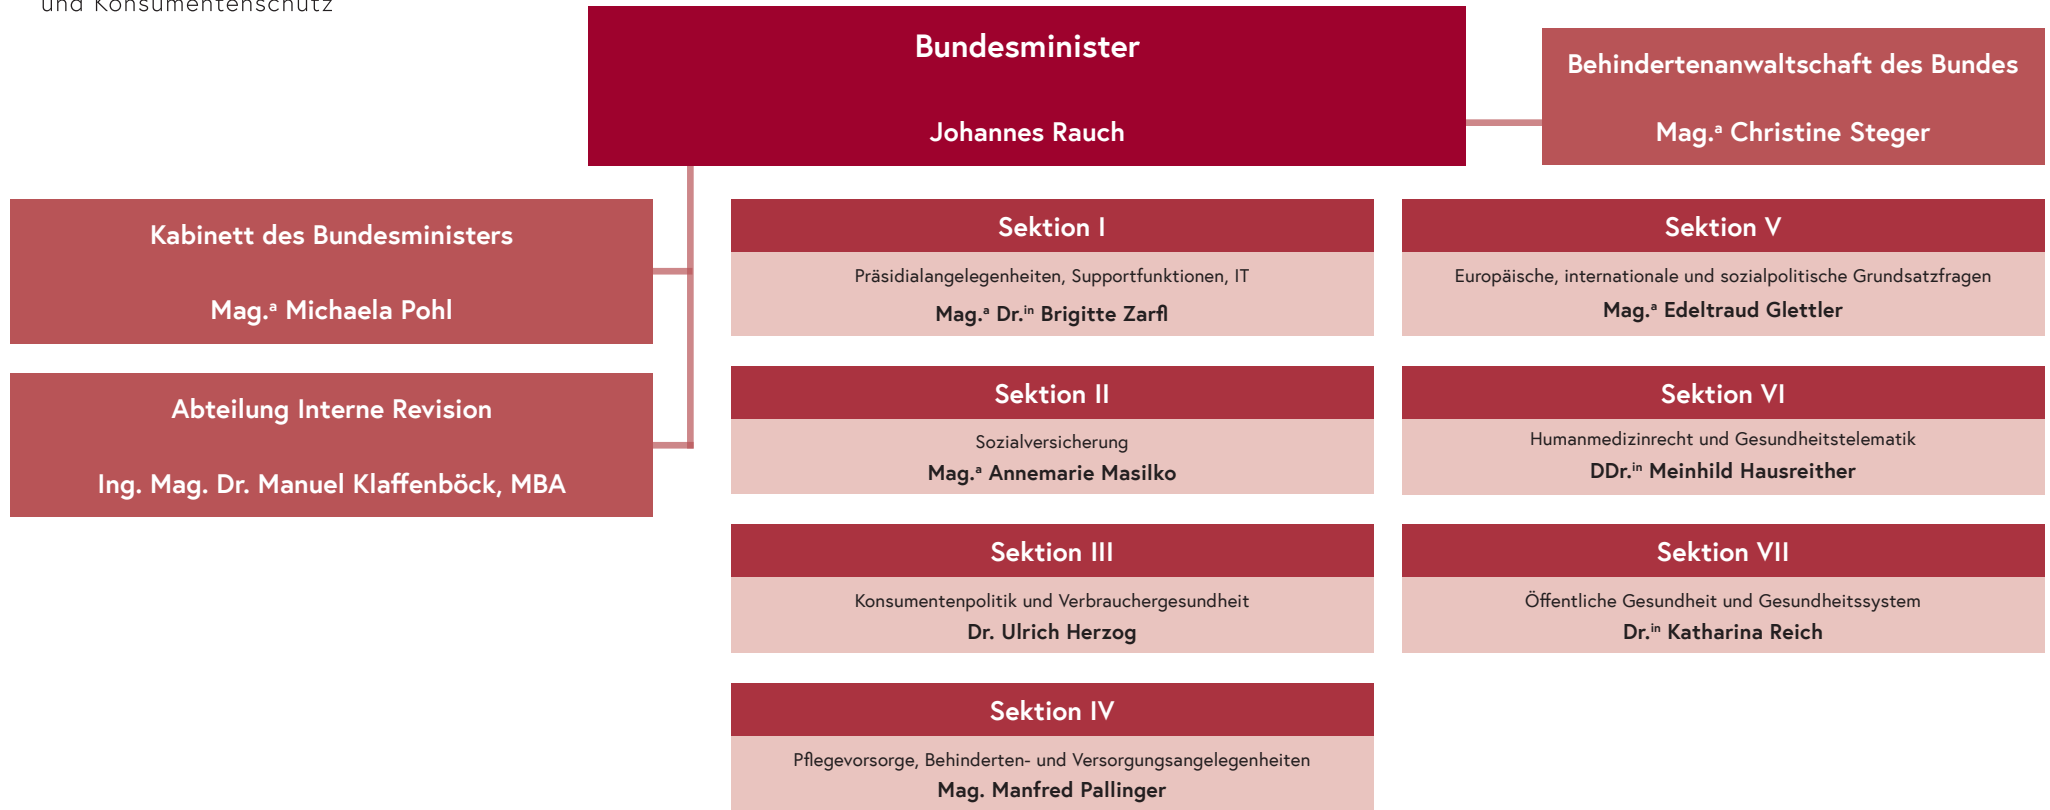 und Konsumentenschutz
Bundesminister
Johannes Rauch
Behindertenanwaltschaft des Bundes
Mag.ª Christine Steger
Kabinett des Bundesministers
Mag.ª Michaela Pohl
Abteilung Interne Revision
Ing. Mag. Dr. Manuel Klaffenböck, MBA
Sektion I
Präsidialangelegenheiten, Supportfunktionen, IT
Mag.ª Dr.ⁱⁿ Brigitte Zarfl
Sektion II
Sozialversicherung
Mag.ª Annemarie Masilko
Sektion III
Konsumentenpolitik und Verbrauchergesundheit
Dr. Ulrich Herzog
Sektion IV
Pflegevorsorge, Behinderten- und Versorgungsangelegenheiten
Mag. Manfred Pallinger
Sektion V
Europäische, internationale und sozialpolitische Grundsatzfragen
Mag.ª Edeltraud Glettler
Sektion VI
Humanmedizinrecht und Gesundheitstelematik
DDr.ⁱⁿ Meinhild Hausreither
Sektion VII
Öffentliche Gesundheit und Gesundheitssystem
Dr.ⁱⁿ Katharina Reich